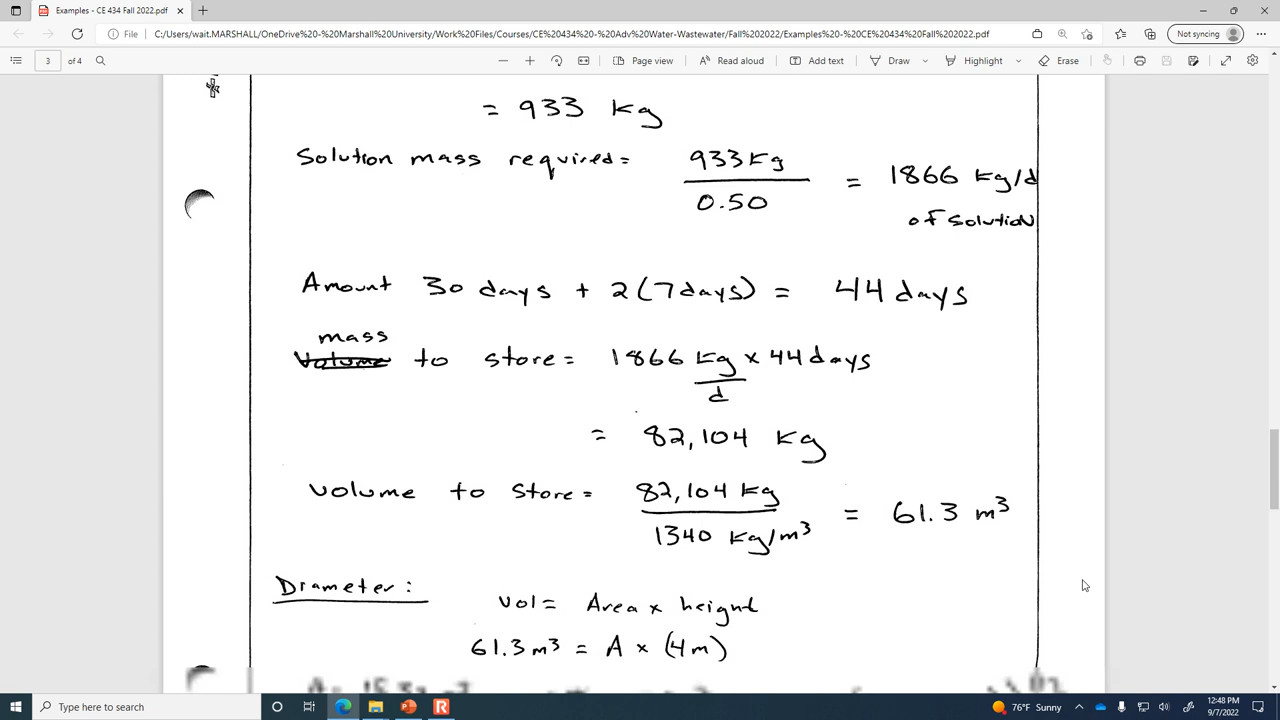 Examples - CE 434 Fall 2022.pdf
File C:/Users/wait.MARSHALL/OneDrive%20-%20Marshall%20University/Work%20Files/Courses/CE%20434%20-%20Adv%20Water-Wastewater/Fall%202022/Examples%20-%20CE%20434%20Fall%202022.pdf Not syncing
3 of 4 Page view Read aloud Add text Draw Highlight Erase
= 933 kg
Solution mass required = 933 kg / 0.50 = 1866 kg/d
of solution
Amount 30 days + 2(7 days) = 44 days
mass
Volume to store = 1866 kg/d x 44 days
= 82,104 kg
Volume to store = 82,104 kg / 1340 kg/m³ = 61.3 m³
Diameter:
Vol = Area x height
61.3 m³ = A x (4m)
Type here to search
76°F Sunny
12:48 PM
9/7/2022